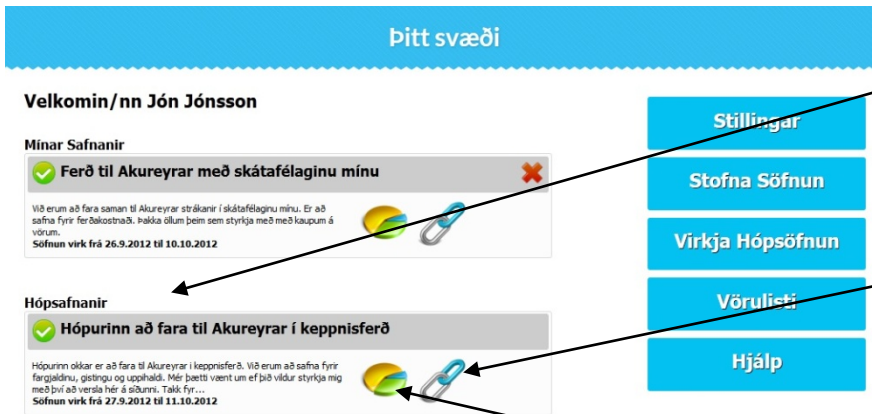 Þitt svæði
Velkomin/nn Jón Jónsson
Mínar Safnanir
Ferð til Akureyrar með skátafélaginu mínu
Við erum að fara saman til Akureyrar strákanir í skátafélaginu mínu. Er að
safna fyrir ferðakostnaði. Þakka öllum þeim sem styrkja með með kaupum á
vörum.
Söfnun virk frá 26.9.2012 til 10.10.2012
Hópsafnanir
Hópurinn að fara til Akureyrar í keppnisferð
Hópurinn okkar er að fara til Akureyrar í keppnisferð. Við erum að safna fyrir
fargjaldinu, gistingu og uppihaldi. Mér þætti vænt um ef þið vildur styrkja mig
með því að versla hér á síðunni. Takk fyr...
Söfnun virk frá 27.9.2012 til 11.10.2012
Stillingar
Stofna Söfnun
Virkja Hópsöfnun
Vörulisti
Hjálp